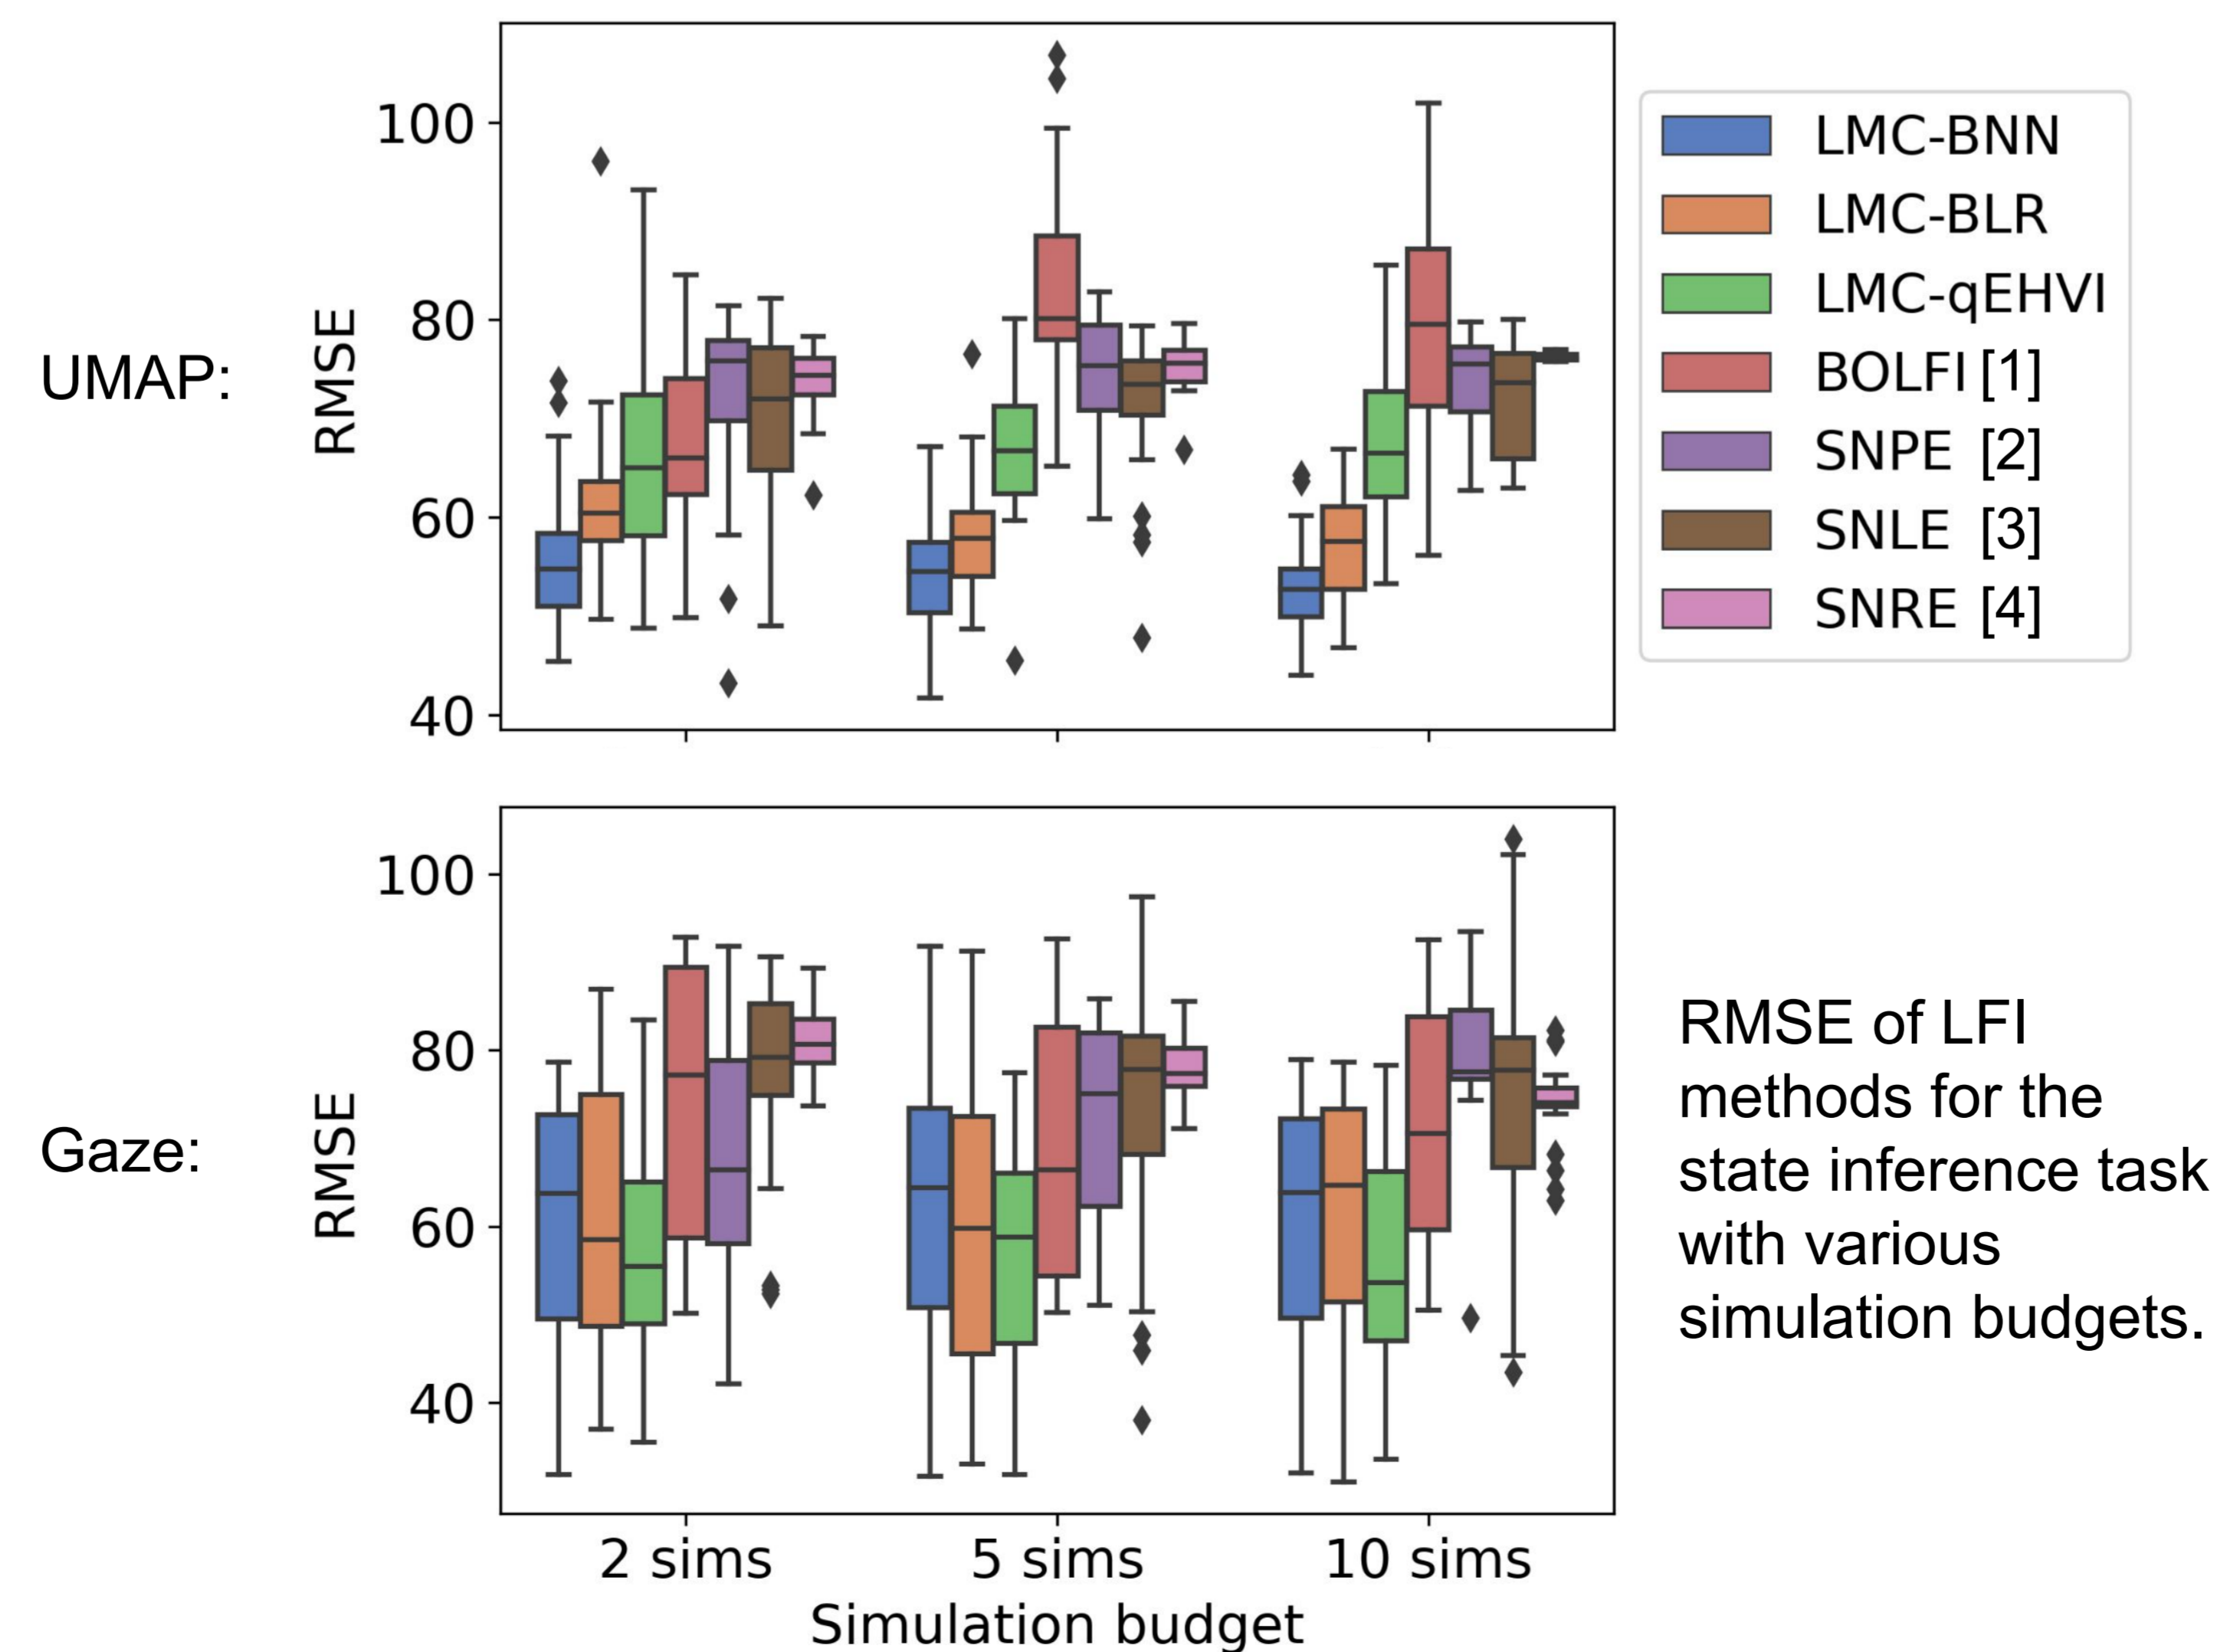 UMAP:
RMSE
100
80
60
40
LMC-BNN
LMC-BLR
LMC-qEHVI
BOLFI [1]
SNPE [2]
SNLE [3]
SNRE [4]
Gaze:
RMSE
100
80
60
40
2 sims
5 sims
10 sims
Simulation budget
RMSE of LFI
methods for the
state inference task
with various
simulation budgets.